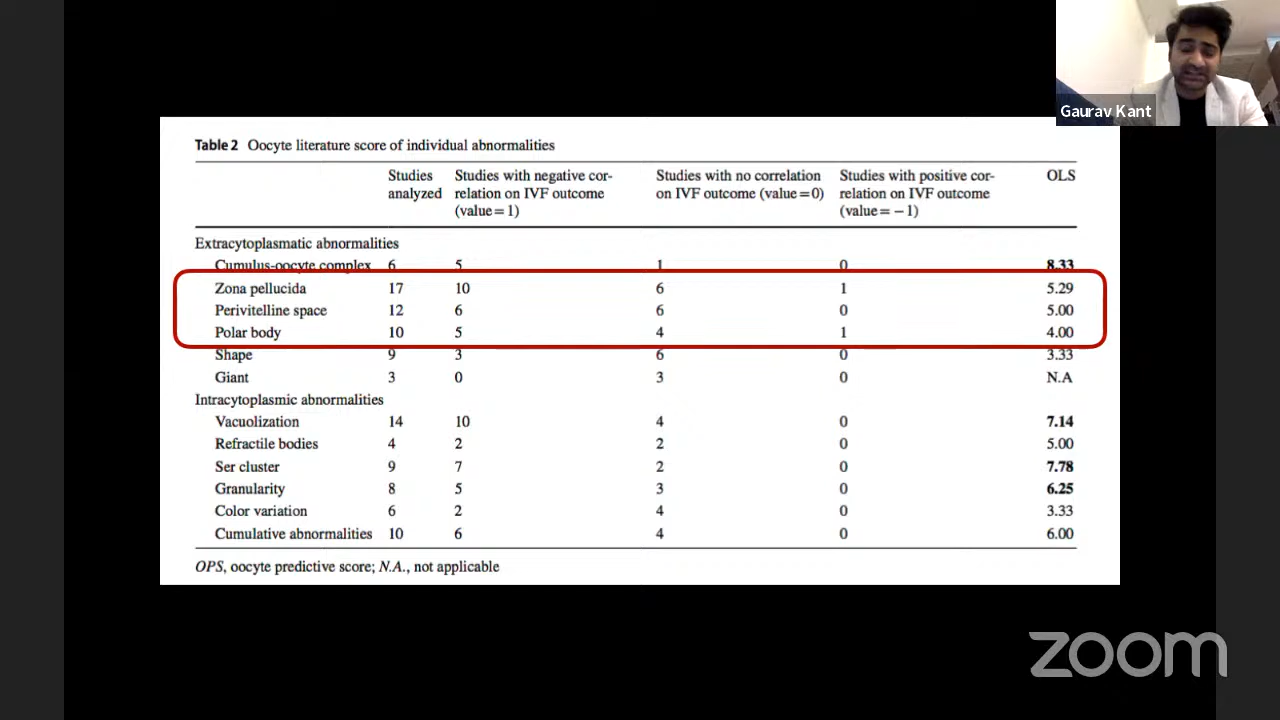 Gaurav Kant
Table 2 Oocyte literature score of individual abnormalities
Studies analyzed Studies with negative cor-relation on IVF outcome (value=1) Studies with no correlation on IVF outcome (value=0) Studies with positive cor-relation on IVF outcome (value=−1) OLS
Extracytoplasmatic abnormalities
Cumulus-oocyte complex 6 5 1 0 8.33
Zona pellucida 17 10 6 1 5.29
Perivitelline space 12 6 6 0 5.00
Polar body 10 5 4 1 4.00
Shape 9 3 6 0 3.33
Giant 3 0 3 0 N.A
Intracytoplasmic abnormalities
Vacuolization 14 10 4 0 7.14
Refractile bodies 4 2 2 0 5.00
Ser cluster 9 7 2 0 7.78
Granularity 8 5 3 0 6.25
Color variation 6 2 4 0 3.33
Cumulative abnormalities 10 6 4 0 6.00
OPS, oocyte predictive score; N.A., not applicable
zoom